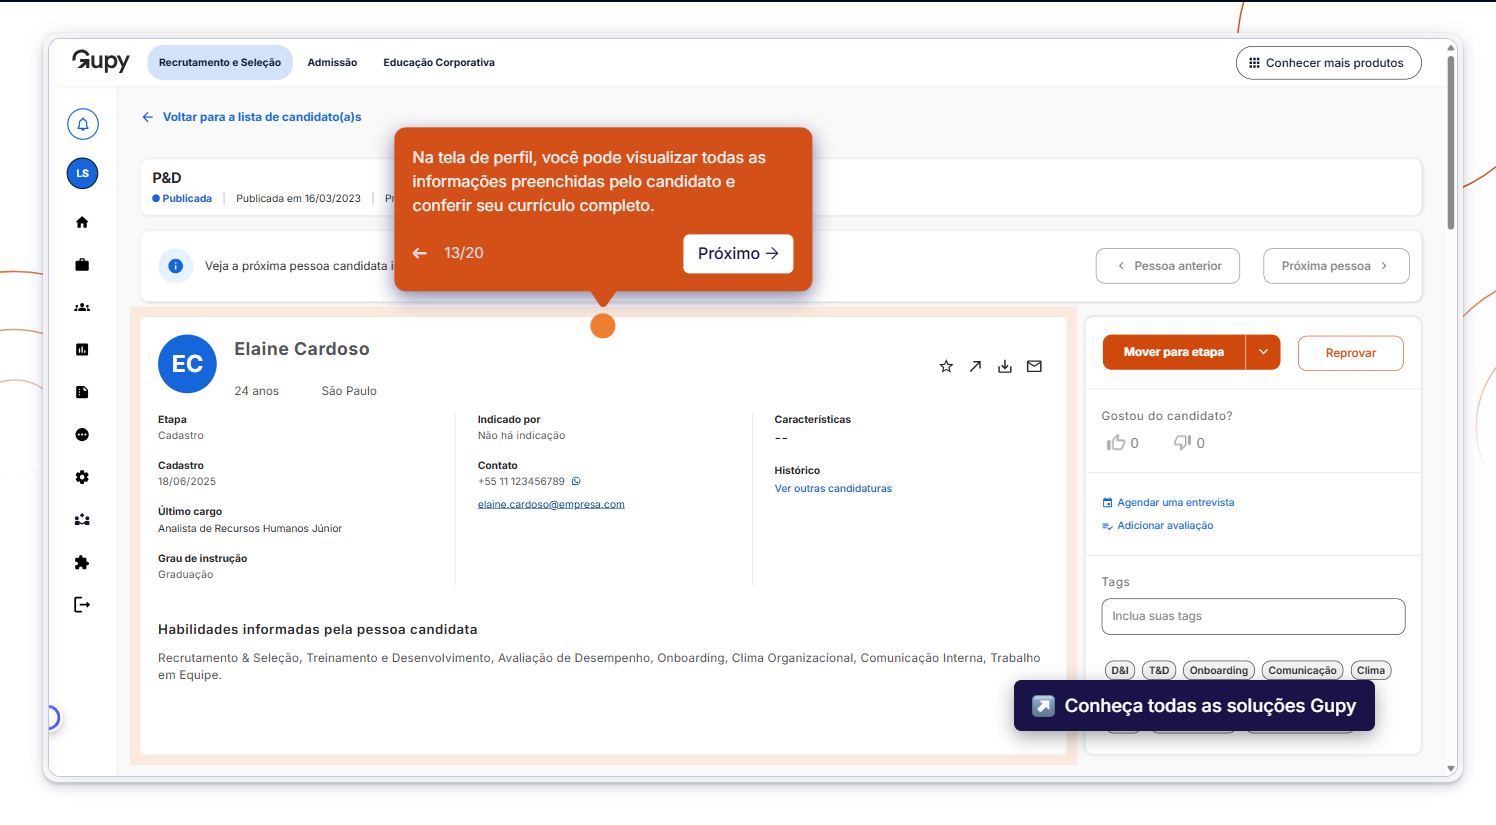 Gupy
Recrutamento e Seleção
Admissão
Educação Corporativa
Conhecer mais produtos
Voltar para a lista de candidato(a)s
LS
P&D
Publicada
Publicada em 16/03/2023
Na tela de perfil, você pode visualizar todas as
informações preenchidas pelo candidato e
conferir seu currículo completo.
13/20
Próximo
Veja a próxima pessoa candidata
Pessoa anterior
Próxima pessoa
EC
Elaine Cardoso
24 anos
São Paulo
Etapa
Cadastro
Cadastro
18/06/2025
Último cargo
Analista de Recursos Humanos Júnior
Grau de instrução
Graduação
Indicado por
Não há indicação
Contato
+55 11 123456789
elaine.cardoso@empresa.com
Características
--
Histórico
Ver outras candidaturas
Habilidades informadas pela pessoa candidata
Recrutamento & Seleção, Treinamento e Desenvolvimento, Avaliação de Desempenho, Onboarding, Clima Organizacional, Comunicação Interna, Trabalho
em Equipe.
Mover para etapa
Reprovar
Gostou do candidato?
0
0
Agendar uma entrevista
Adicionar avaliação
Tags
Inclua suas tags
D&I
T&D
Onboarding
Comunicação
Clima
Conheça todas as soluções Gupy